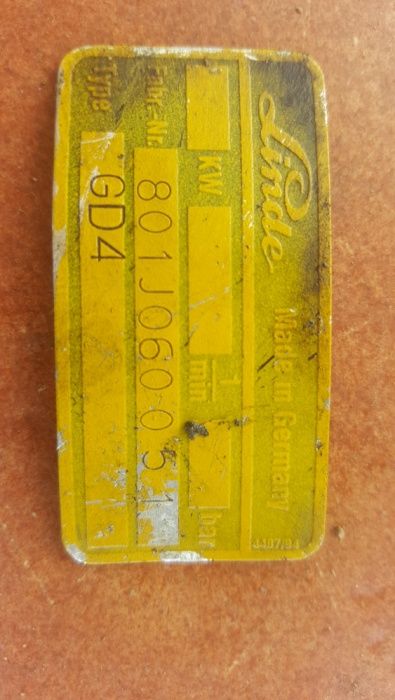 Linde Made in Germany
KW 1/min bar
Fabr.-Nr. 801J060051
Type GD4